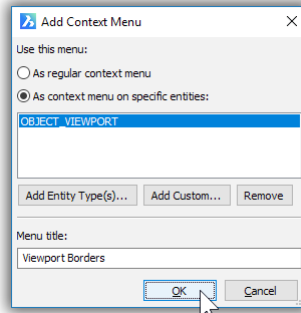 Add Context Menu
Use this menu:
As regular context menu
As context menu on specific entities:
OBJECT_VIEWPORT
Add Entity Type(s)... Add Custom... Remove
Menu title:
Viewport Borders
OK Cancel